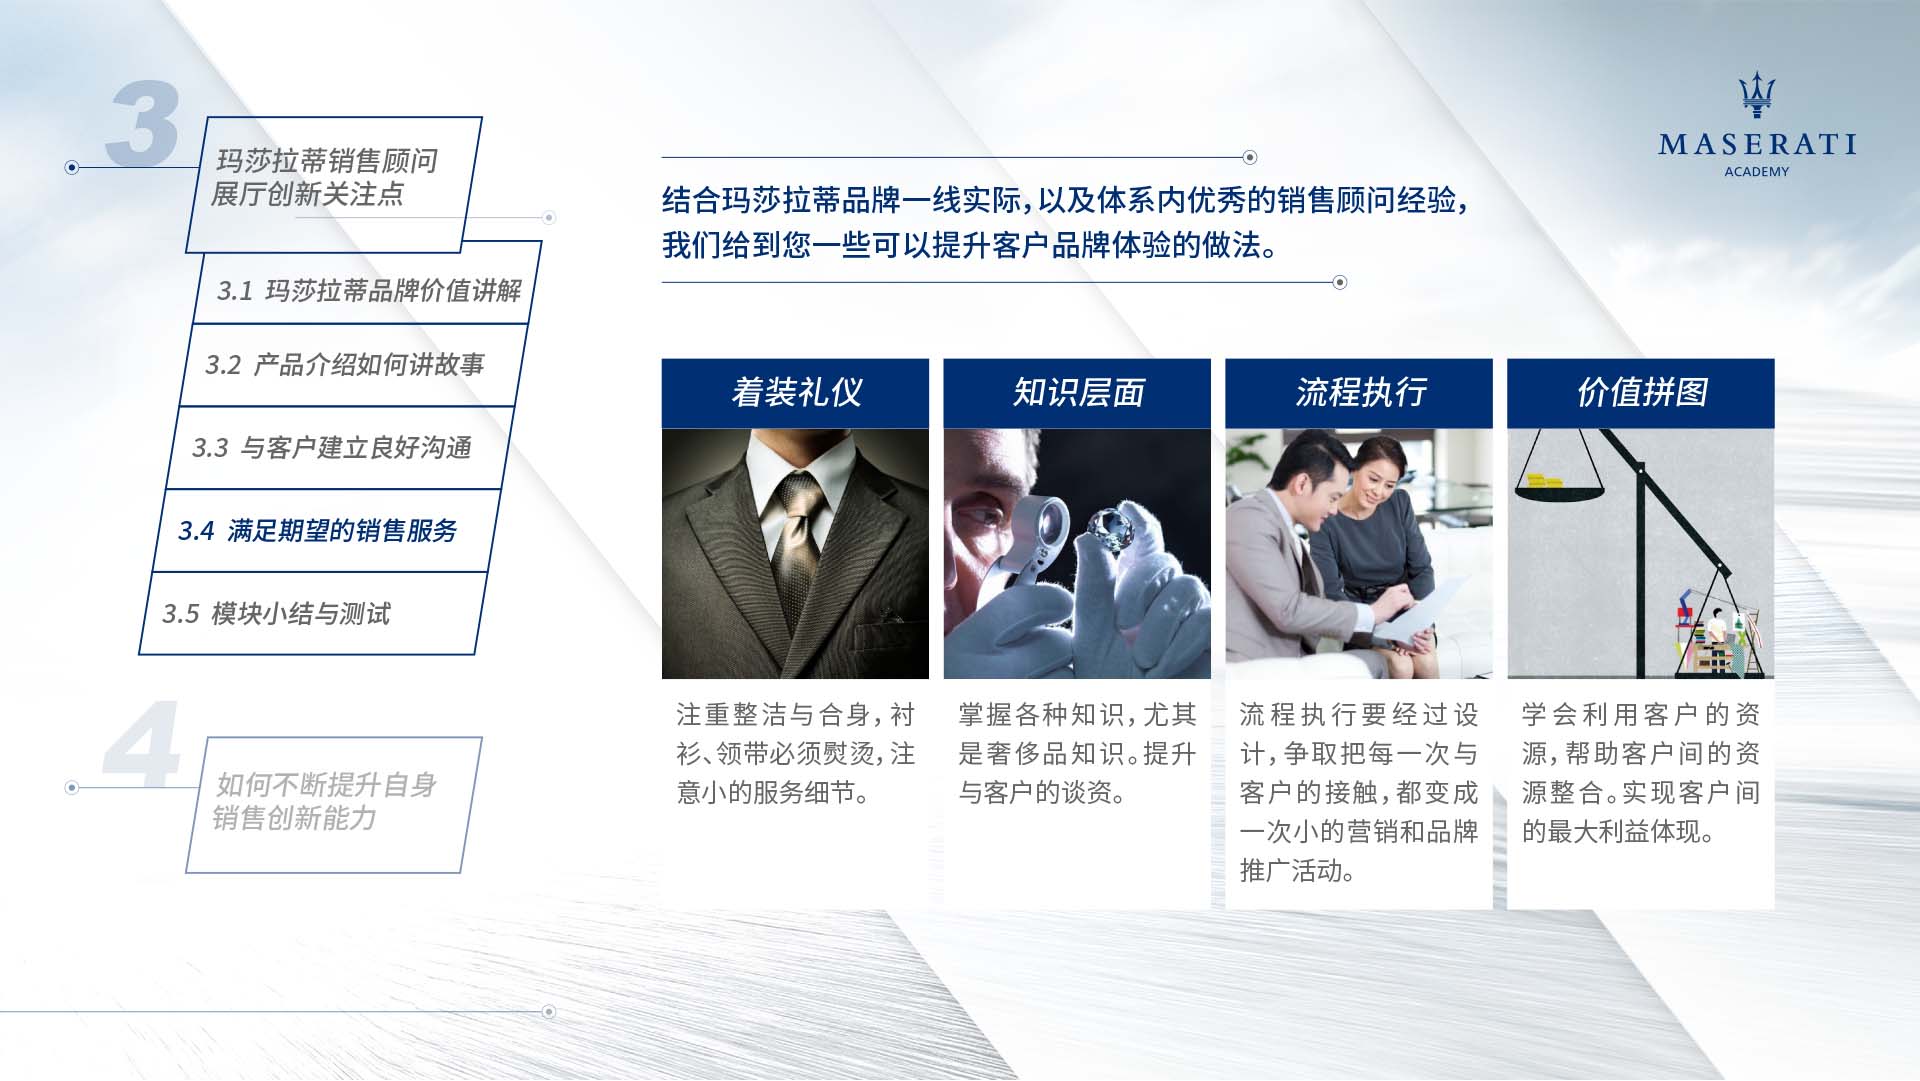 3
玛莎拉蒂销售顾问
展厅创新关注点
3.1 玛莎拉蒂品牌价值讲解
3.2 产品介绍如何讲故事
3.3 与客户建立良好沟通
3.4 满足期望的销售服务
3.5 模块小结与测试
4
如何不断提升自身
销售创新能力
MASERATI
ACADEMY
结合玛莎拉蒂品牌一线实际,以及体系内优秀的销售顾问经验,
我们给到您一些可以提升客户品牌体验的做法。
着装礼仪
注重整洁与合身,衬
衫、领带必须熨烫,注
意小的服务细节。
知识层面
掌握各种知识,尤其
是奢侈品知识。提升
与客户的谈资。
流程执行
流程执行要经过设
计,争取把每一次与
客户的接触,都变成
一次小的营销和品牌
推广活动。
价值拼图
学会利用客户的资
源,帮助客户间的资
源整合。实现客户间
的最大利益体现。